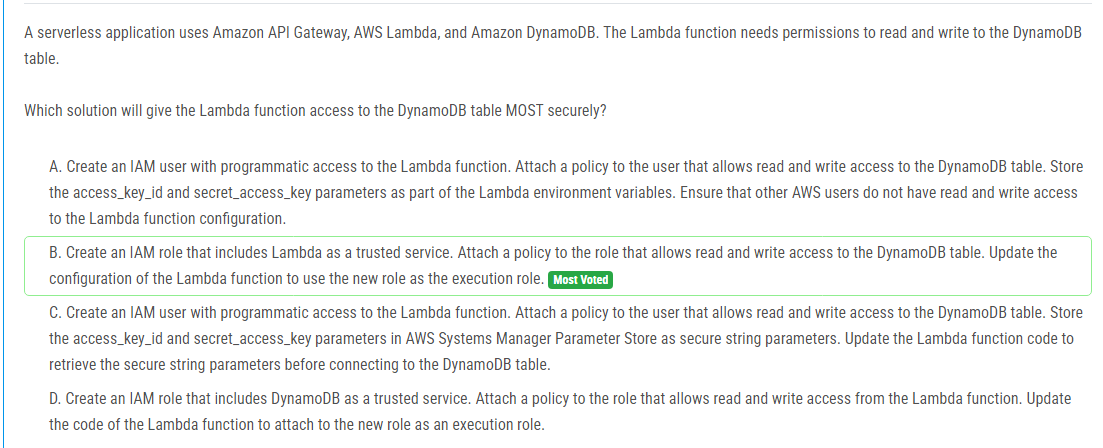 A serverless application uses Amazon API Gateway, AWS Lambda, and Amazon DynamoDB. The Lambda function needs permissions to read and write to the DynamoDB
table.
Which solution will give the Lambda function access to the DynamoDB table MOST securely?
A. Create an IAM user with programmatic access to the Lambda function. Attach a policy to the user that allows read and write access to the DynamoDB table. Store
the access_key_id and secret_access_key parameters as part of the Lambda environment variables. Ensure that other AWS users do not have read and write access
to the Lambda function configuration.
B. Create an IAM role that includes Lambda as a trusted service. Attach a policy to the role that allows read and write access to the DynamoDB table. Update the
configuration of the Lambda function to use the new role as the execution role. Most Voted
C. Create an IAM user with programmatic access to the Lambda function. Attach a policy to the user that allows read and write access to the DynamoDB table. Store
the access_key_id and secret_access_key parameters in AWS Systems Manager Parameter Store as secure string parameters. Update the Lambda function code to
retrieve the secure string parameters before connecting to the DynamoDB table.
D. Create an IAM role that includes DynamoDB as a trusted service. Attach a policy to the role that allows read and write access from the Lambda function. Update
the code of the Lambda function to attach to the new role as an execution role.